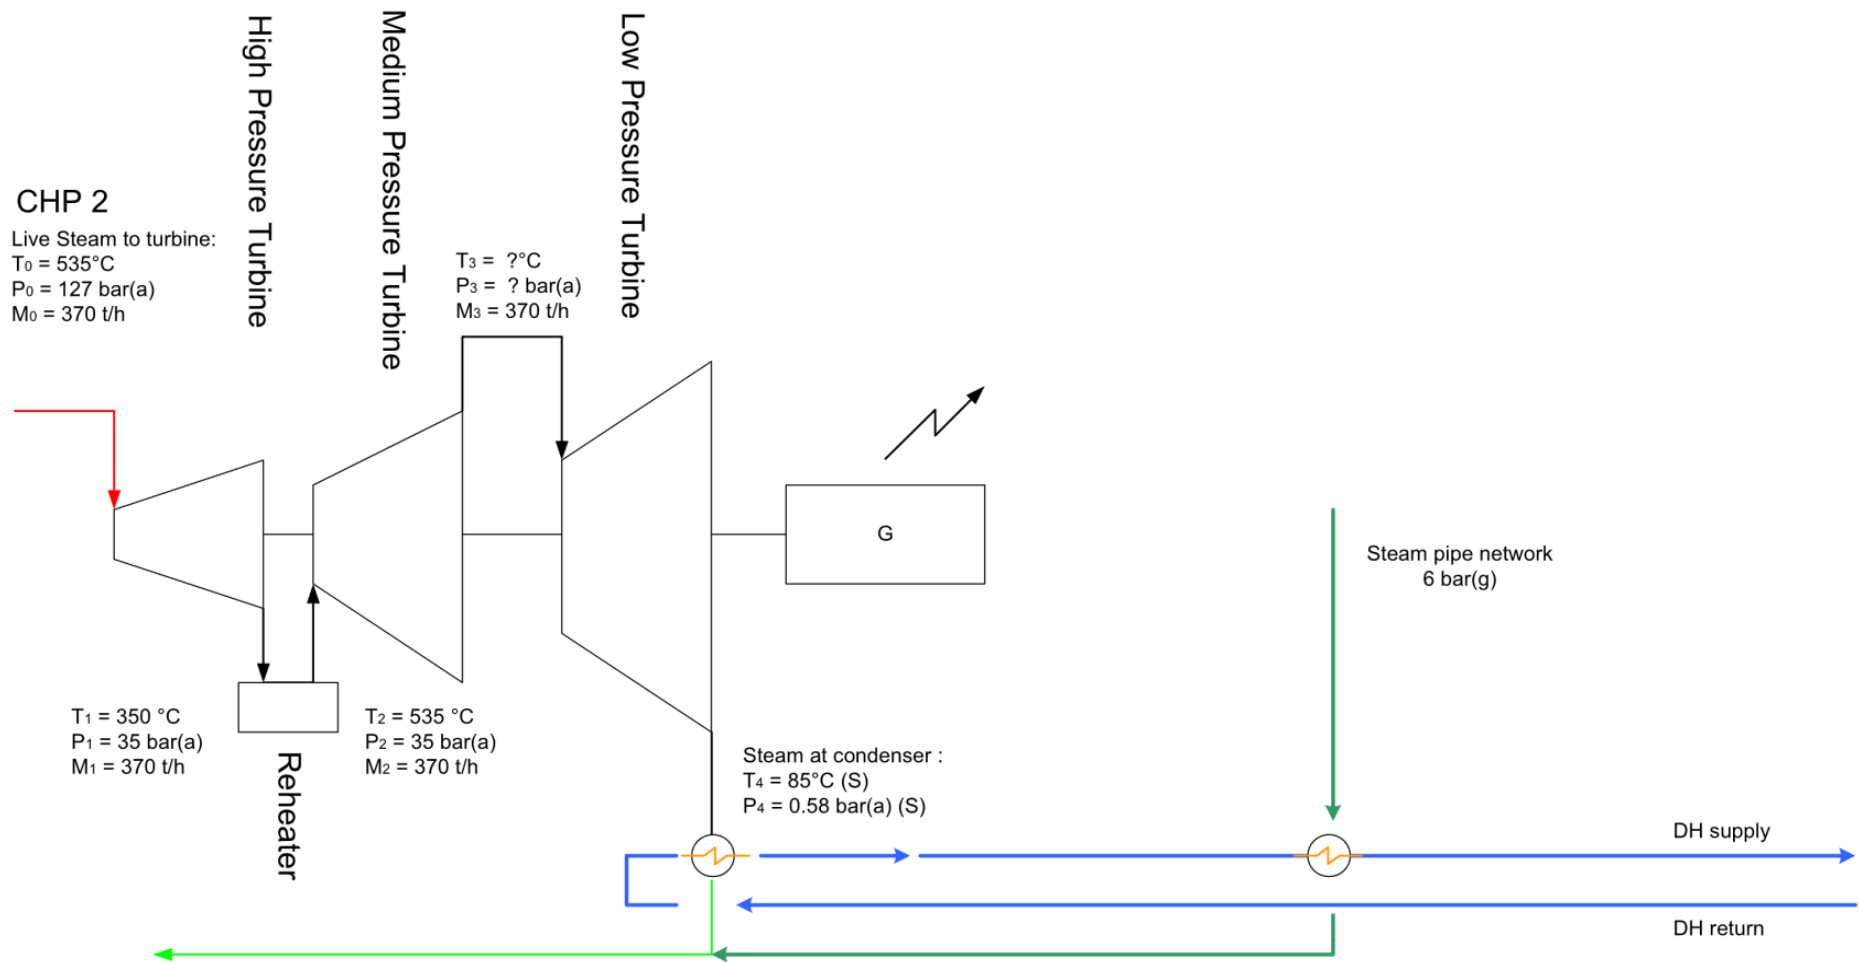 High Pressure Turbine
Medium Pressure Turbine
Low Pressure Turbine
CHP 2
Live Steam to turbine:
T0 = 535°C
P0 = 127 bar(a)
M0 = 370 t/h
T3 =  ?°C
P3 =  ? bar(a)
M3 = 370 t/h
G
Steam pipe network
6 bar(g)
T1 = 350 °C
P1 = 35 bar(a)
M1 = 370 t/h
Reheater
T2 = 535 °C
P2 = 35 bar(a)
M2 = 370 t/h
Steam at condenser :
T4 = 85°C (S)
P4 = 0.58 bar(a) (S)
DH supply
DH return